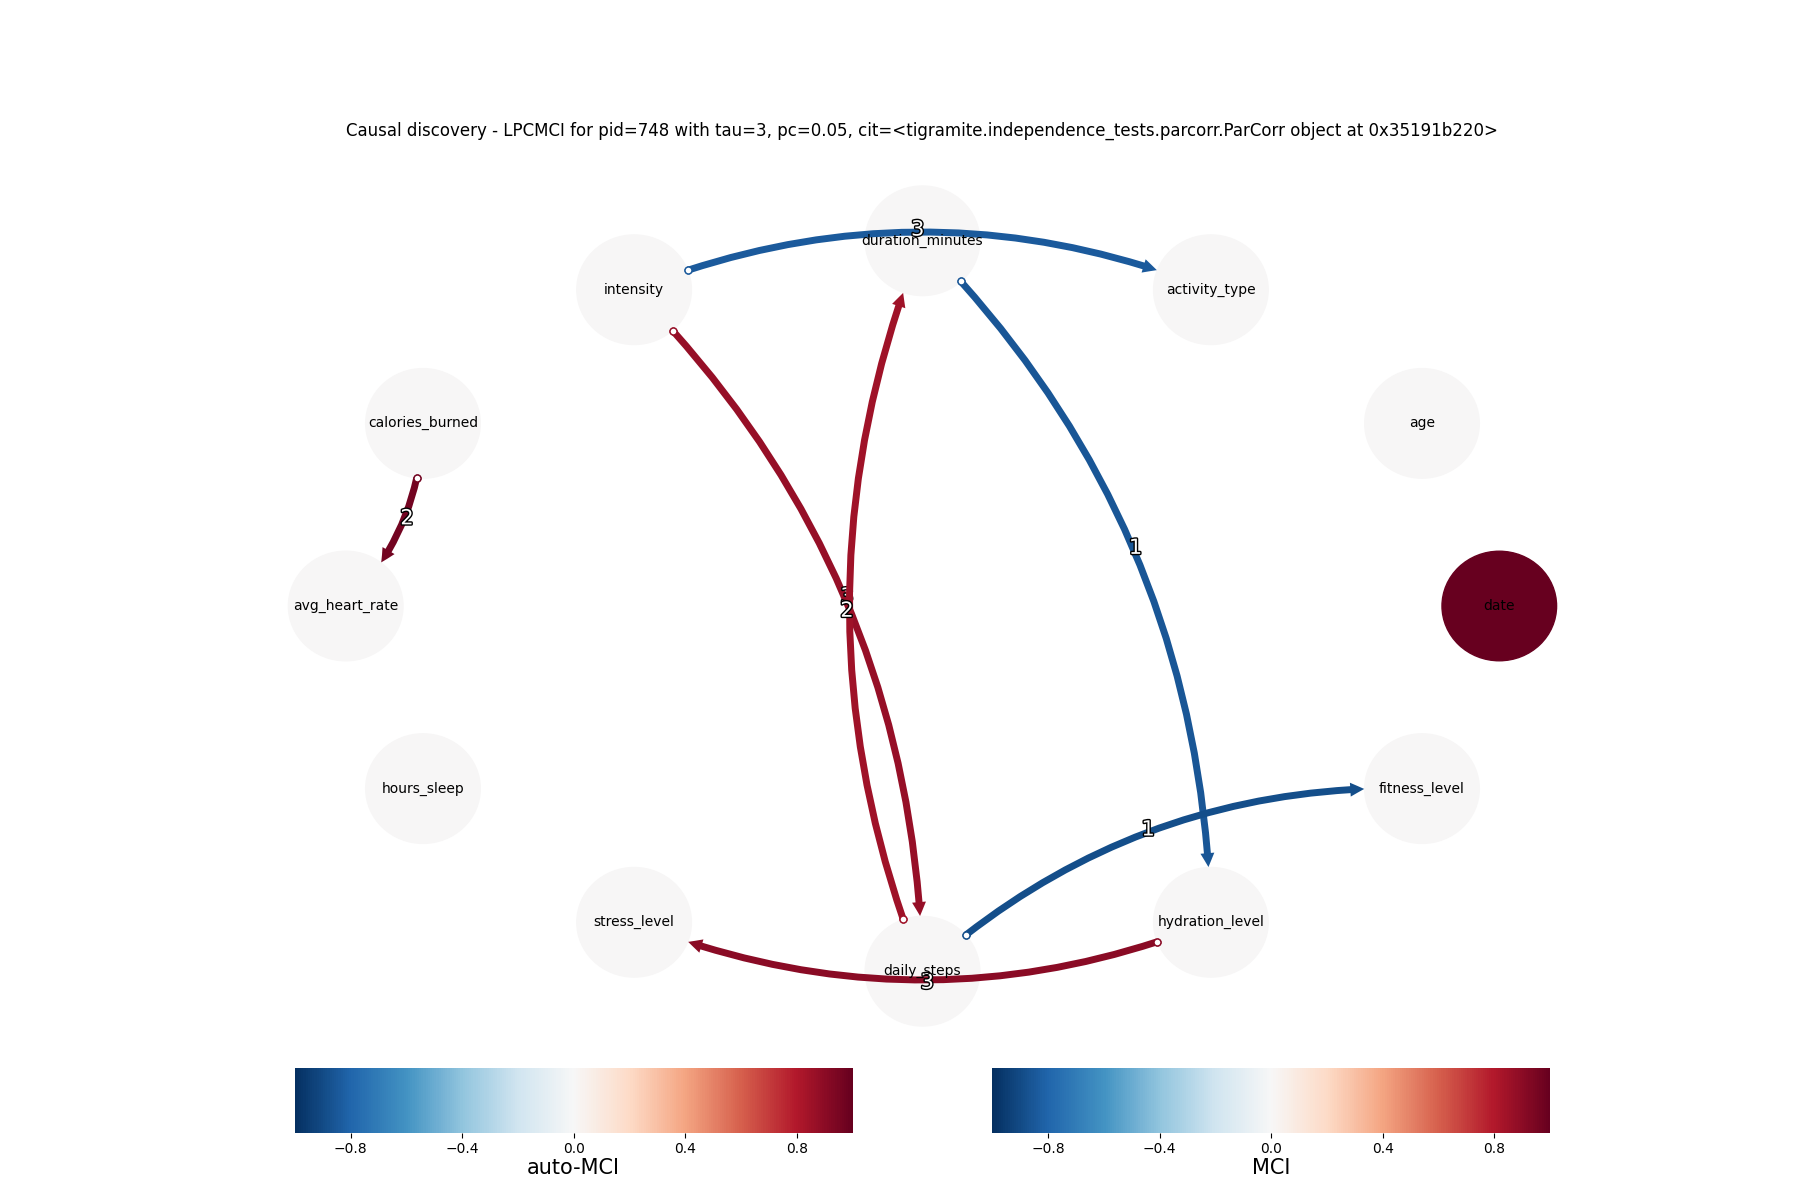 Causal discovery - LPCMCI for pid=748 with tau=3, pc=0.05, cit=<tigramite.independence_tests.parcorr.ParCorr object at 0x35191b220>
3
duration_minutes
intensity
activity_type
calories_burned
age
2
1
avg_heart_rate
2
date
hours_sleep
fitness_level
1
stress_level
hydration_level
daily_steps
3
−0.8 −0.4 0.0 0.4 0.8
auto-MCI
−0.8 −0.4 0.0 0.4 0.8
MCI